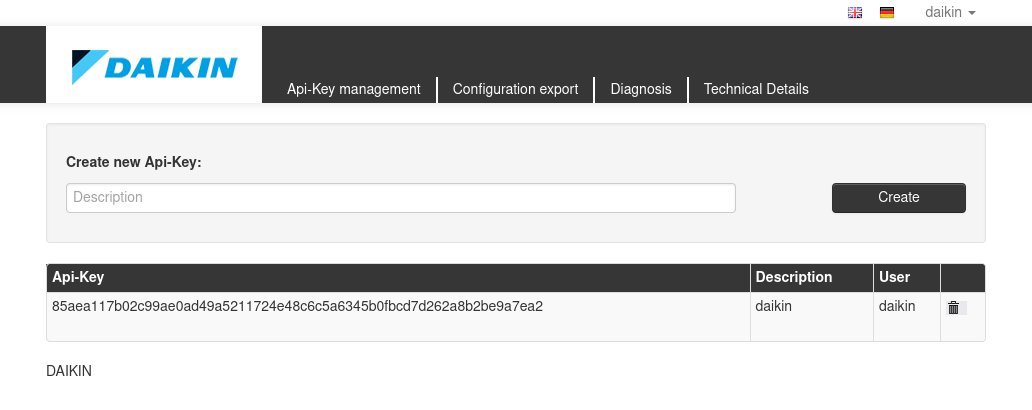 daikin
DAIKIN
Api-Key management Configuration export Diagnosis Technical Details
Create new Api-Key:
Description Create
Api-Key Description User
85aea117b02c99ae0ad49a5211724e48c6c5a6345b0fbcd7d262a8b2be9a7ea2 daikin daikin
DAIKIN